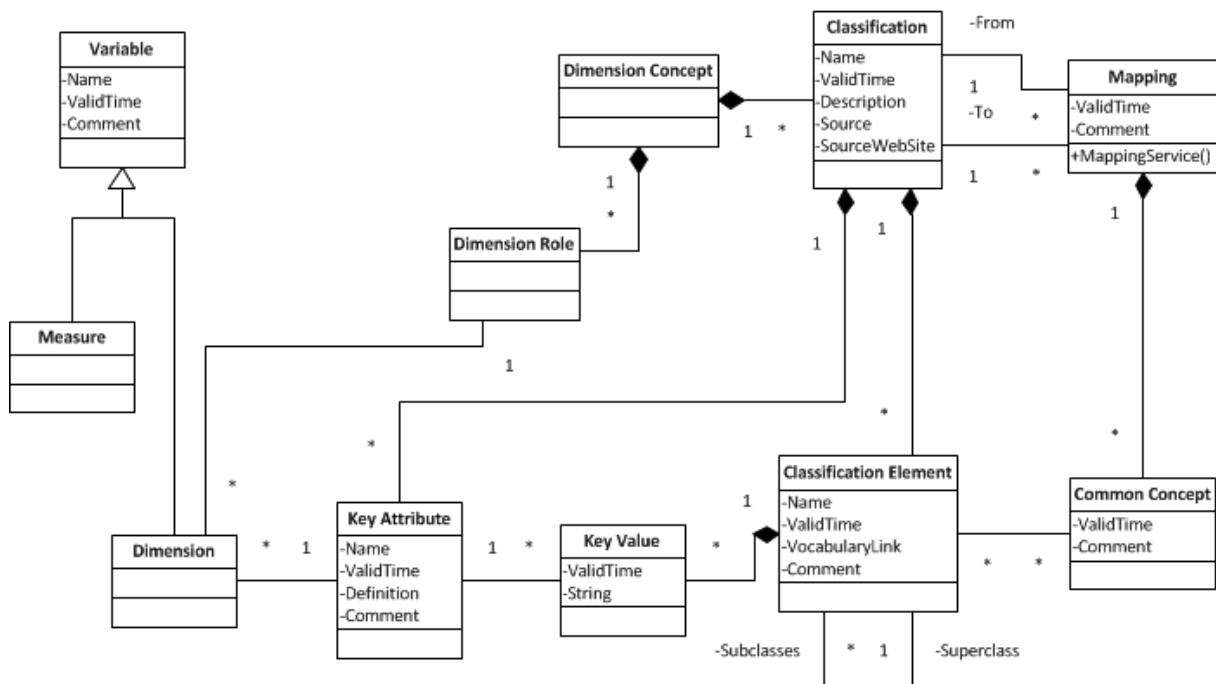 Variable
-Name
-ValidTime
-Comment
Dimension Concept
1
*
1
*
Classification
-Name
-ValidTime
-Description
-Source
-SourceWebSite
-From
1
-To
*
1
*
Mapping
-ValidTime
-Comment
+MappingService()
1
*
Dimension Role
1
*
1
1
*
*
Measure
Dimension
*
1
Key Attribute
-Name
-ValidTime
-Definition
-Comment
1
*
Key Value
-ValidTime
-String
*
1
Classification Element
-Name
-ValidTime
-VocabularyLink
-Comment
*
*
Common Concept
-ValidTime
-Comment
-Subclasses
*
1
-Superclass